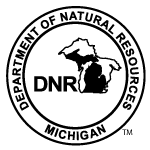 DEPARTMENT OF NATURAL RESOURCES
DNR
MICHIGAN
TM